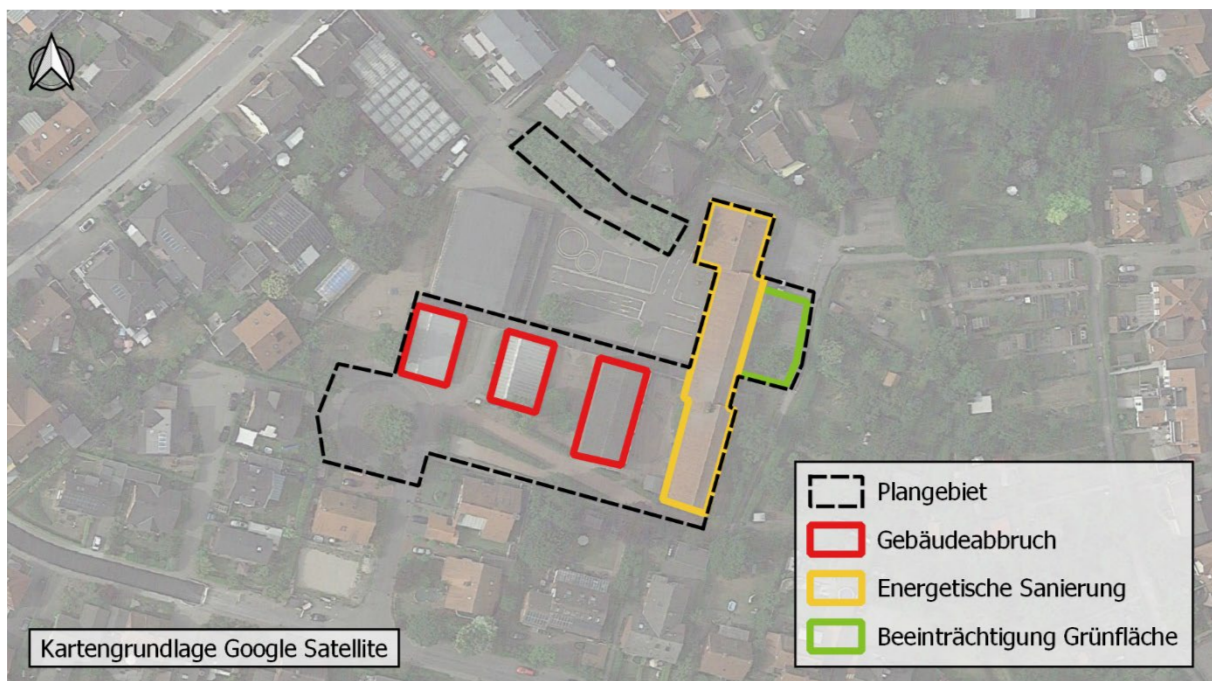 Plangebiet
Gebäudeabbruch
Energetische Sanierung
Beeinträchtigung Grünfläche
Kartengrundlage Google Satellite